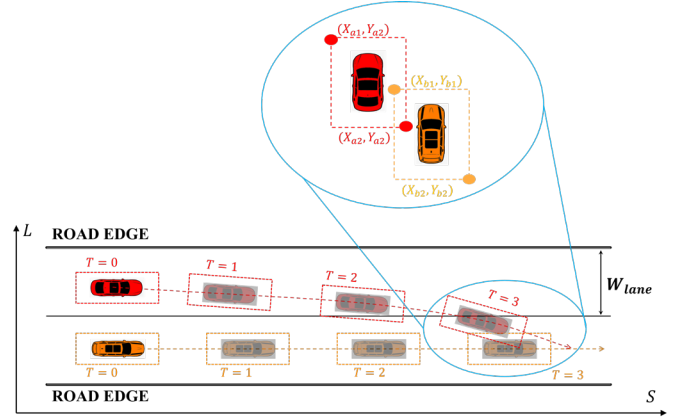 (X_{a1}, Y_{a2})
(X_{b1}, Y_{b1})
(X_{a2}, Y_{a2})
(X_{b2}, Y_{b2})
L
ROAD EDGE
T = 0
T = 1
T = 2
T = 3
W_{lane}
T = 0
T = 1
T = 2
T = 3
ROAD EDGE
S